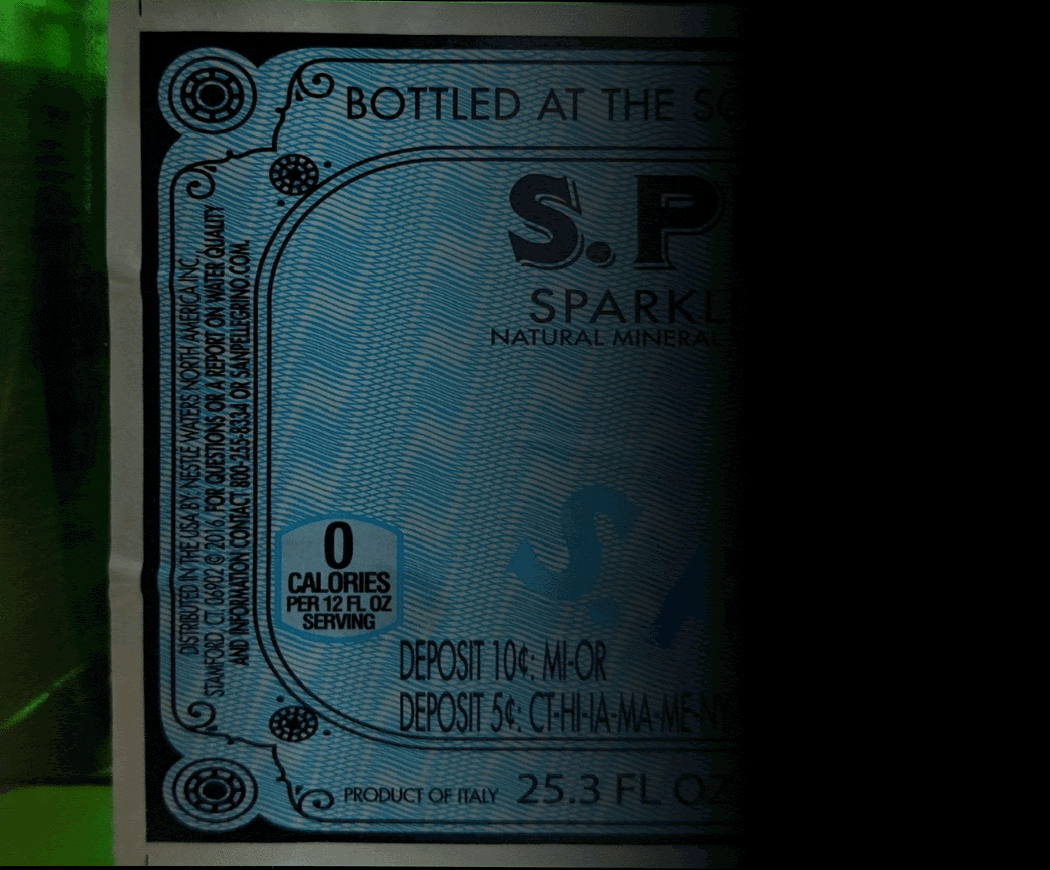 BOTTLED AT THE
S. P
SPARKL
NATURAL MINERAL
DISTRIBUTED IN THE USA BY: NESTLÉ WATERS NORTH AMERICA INC.,
STAMFORD CT, 06902 © 2016. FOR QUESTIONS OR A REPORT ON WATER QUALITY
AND INFORMATION CONTACT 800-255-8334 OR SANPELLEGRINO.COM.
0
CALORIES
PER 12 FL OZ
SERVING
S.
DEPOSIT 10¢: MI-OR
DEPOSIT 5¢: CT-HI-IA-MA-ME-NY
PRODUCT OF ITALY 25.3 FL OZ